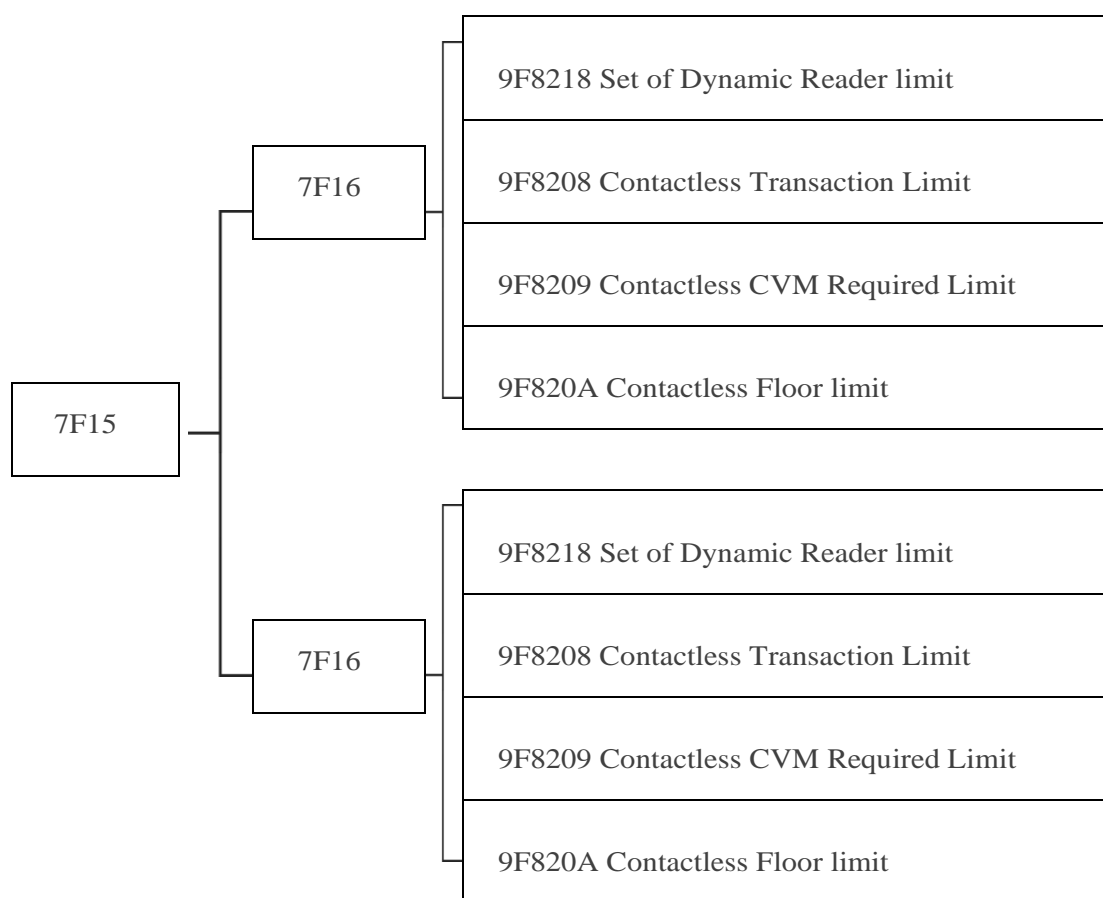 9F8218 Set of Dynamic Reader limit
7F16
9F8208 Contactless Transaction Limit
9F8209 Contactless CVM Required Limit
9F820A Contactless Floor limit
7F15
9F8218 Set of Dynamic Reader limit
7F16
9F8208 Contactless Transaction Limit
9F8209 Contactless CVM Required Limit
9F820A Contactless Floor limit